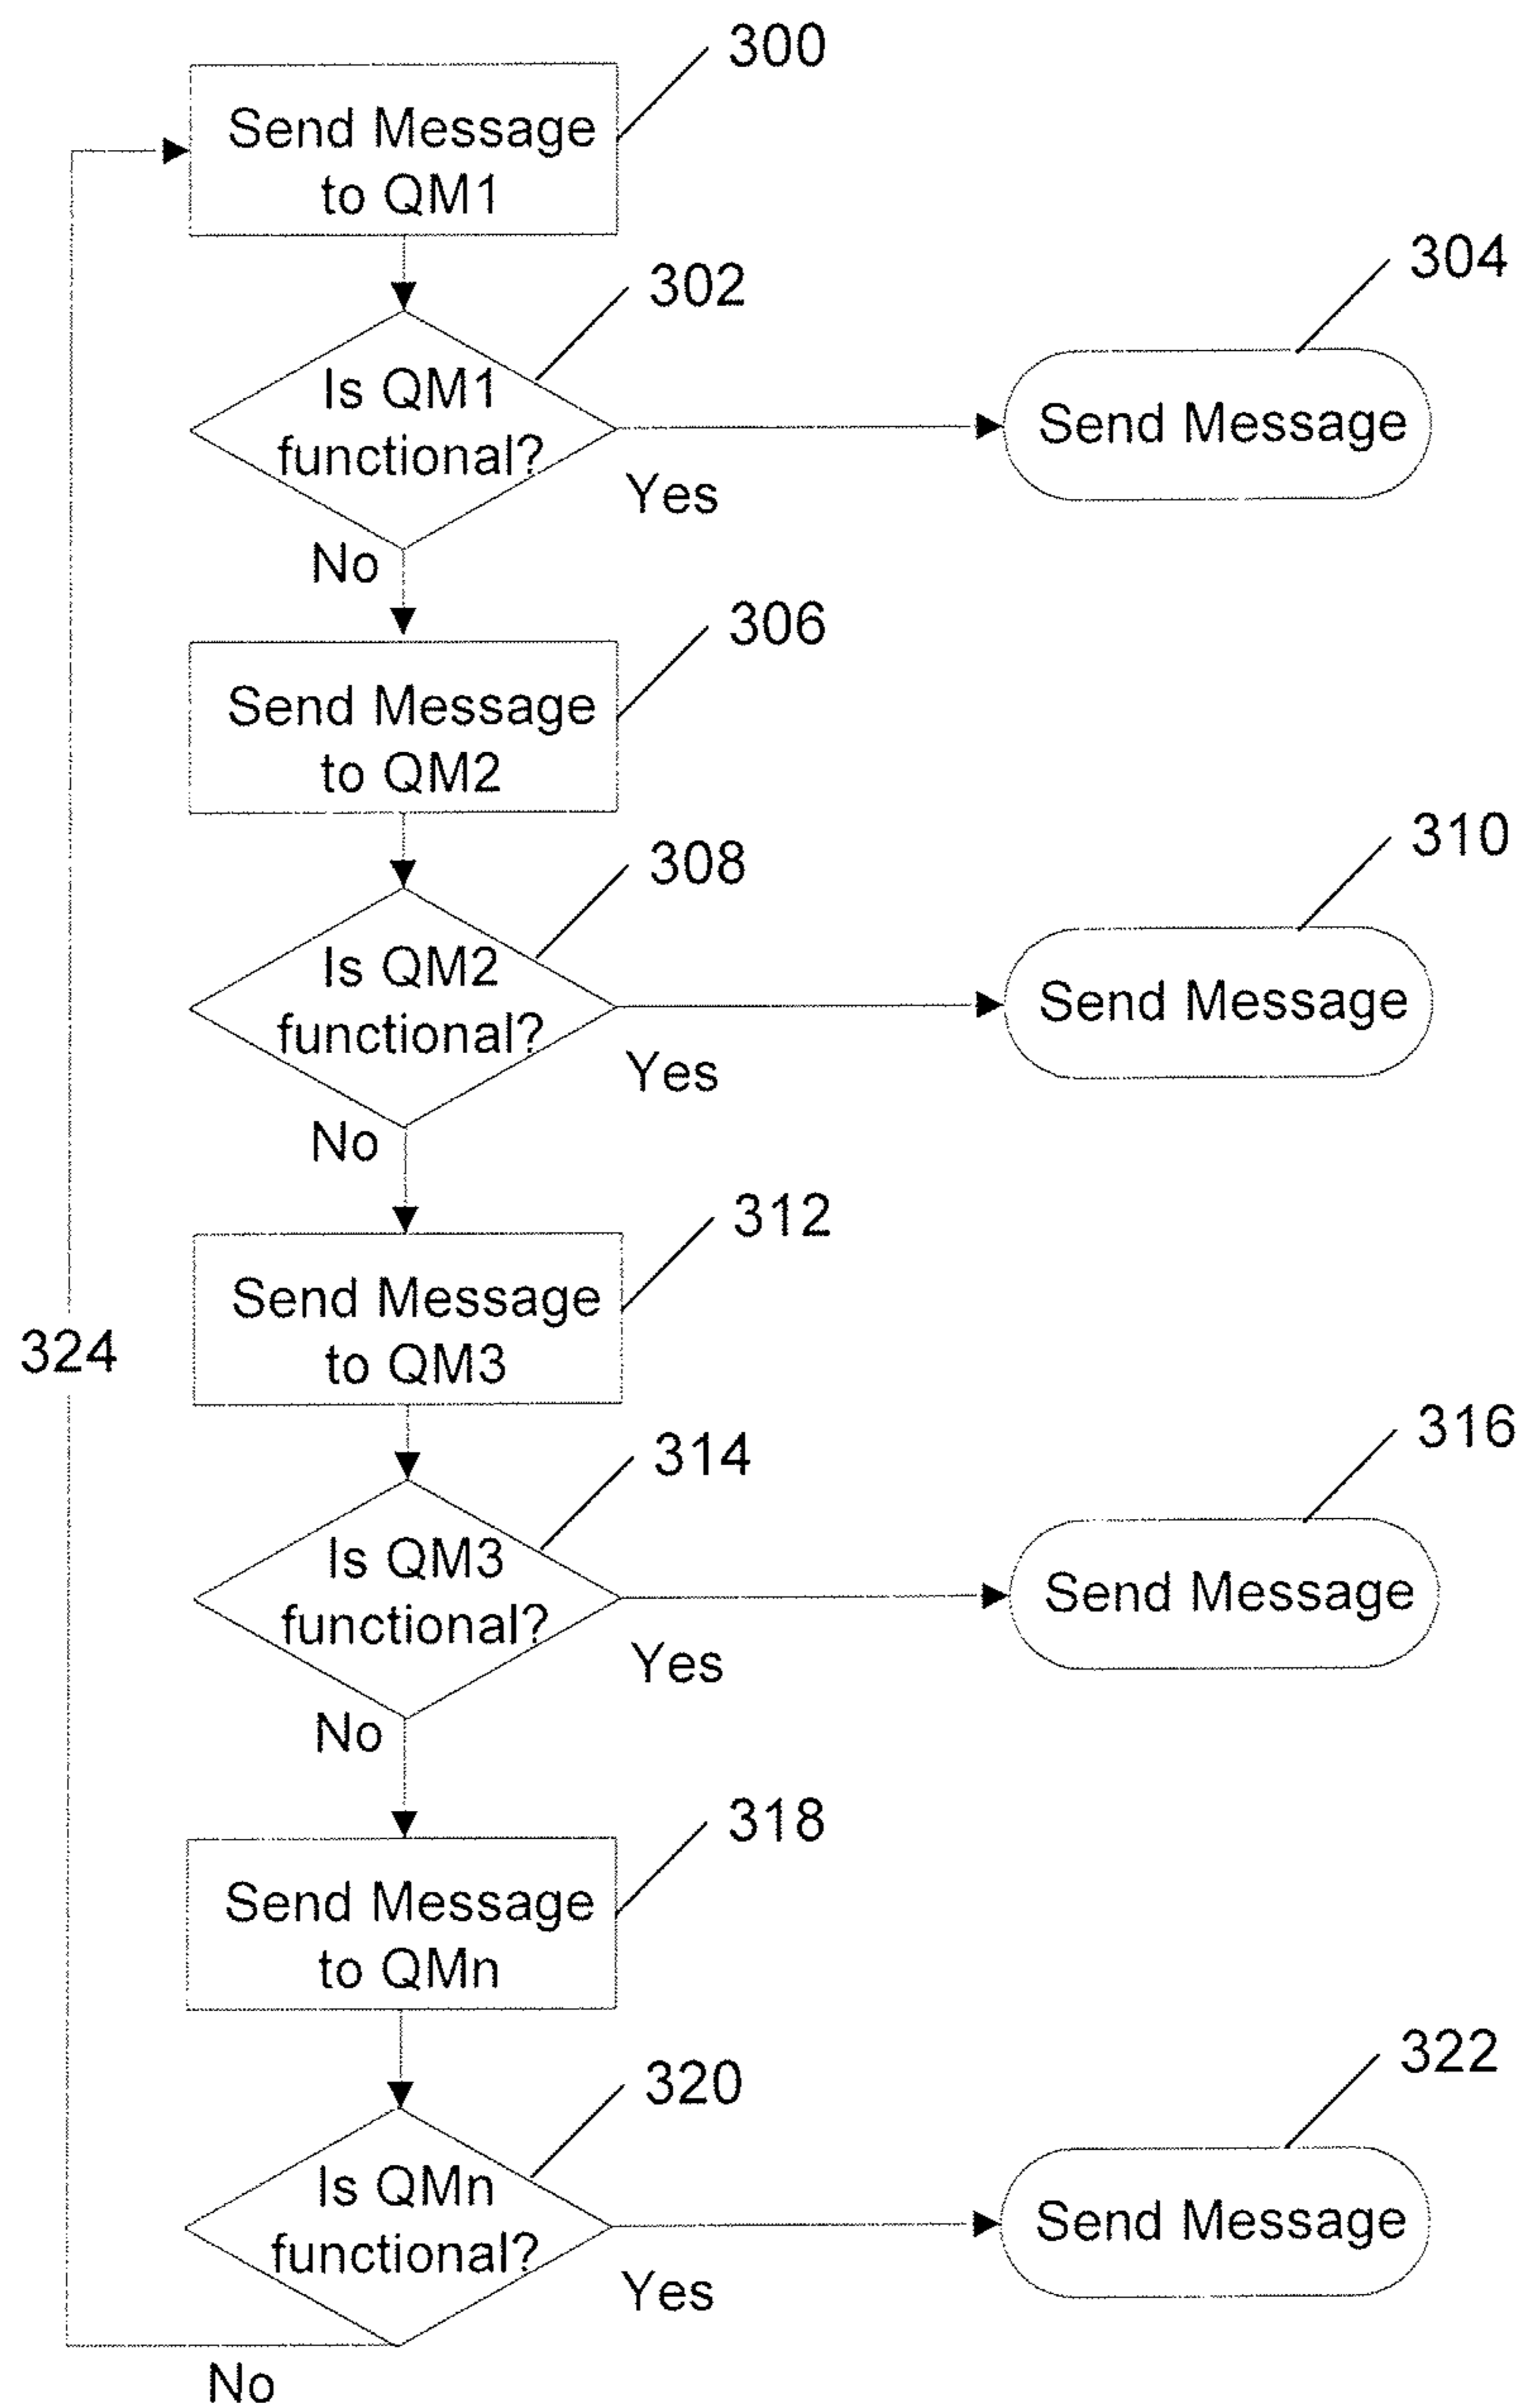 300
Send Message
to QM1
302
Is QM1
functional?
Yes
No
304
Send Message
306
Send Message
to QM2
308
Is QM2
functional?
Yes
No
310
Send Message
312
Send Message
to QM3
324
314
Is QM3
functional?
Yes
No
316
Send Message
318
Send Message
to QMn
320
Is QMn
functional?
Yes
No
322
Send Message